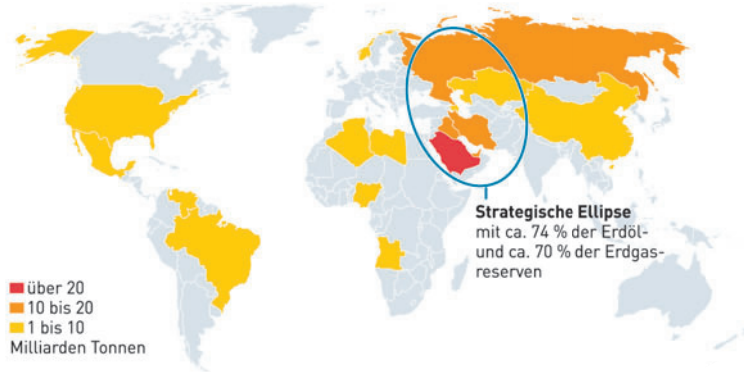 Strategische Ellipse
mit ca. 74 % der Erdöl-
und ca. 70 % der Erdgas-
reserven
über 20
10 bis 20
1 bis 10
Milliarden Tonnen